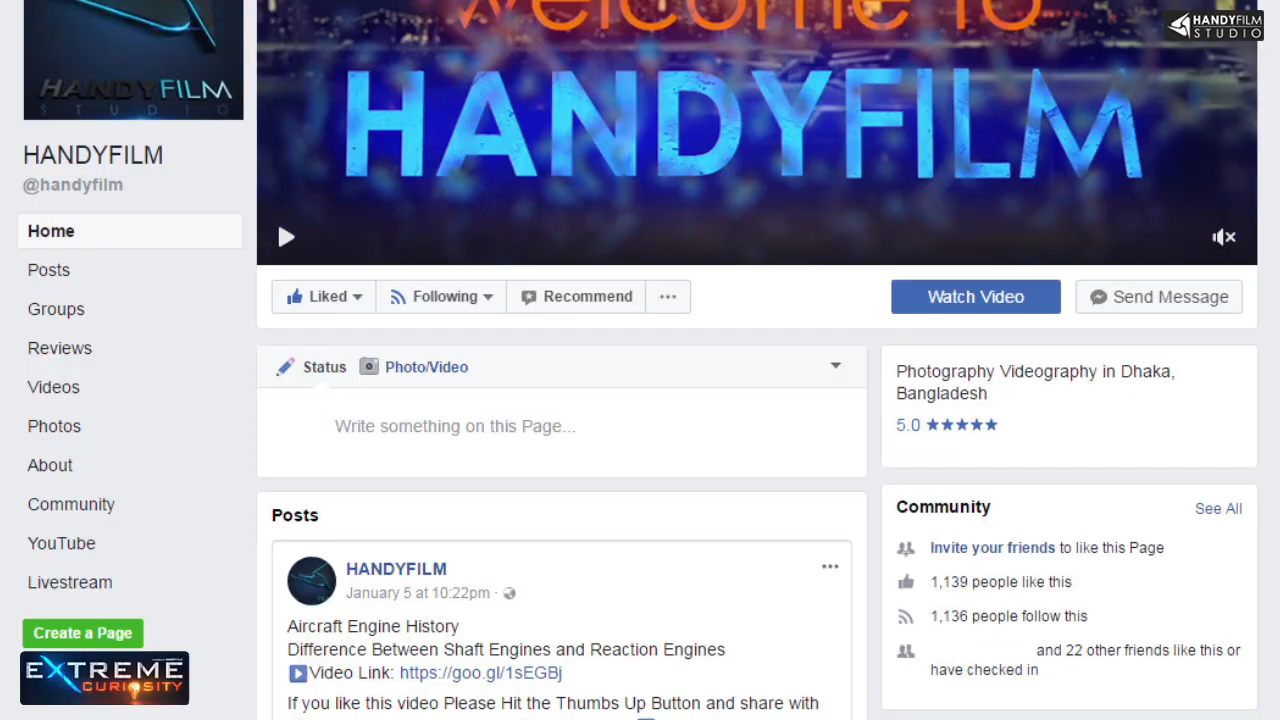 Welcome To
HANDYFILM
HANDYFILM
STUDIO
HANDYFILM
STUDIO
HANDYFILM
@handyfilm
Home
Posts
Groups
Reviews
Videos
Photos
About
Community
YouTube
Livestream
Create a Page
EXTREME
CURIOSITY
Liked
Following
Recommend
Watch Video
Send Message
Status
Photo/Video
Write something on this Page...
Posts
HANDYFILM
January 5 at 10:22pm ·
Aircraft Engine History
Difference Between Shaft Engines and Reaction Engines
Video Link: https://goo.gl/1sEGBj
If you like this video Please Hit the Thumbs Up Button and share with
Photography Videography in Dhaka,
Bangladesh
5.0 ★★★★★
Community
See All
Invite your friends to like this Page
1,139 people like this
1,136 people follow this
and 22 other friends like this or
have checked in